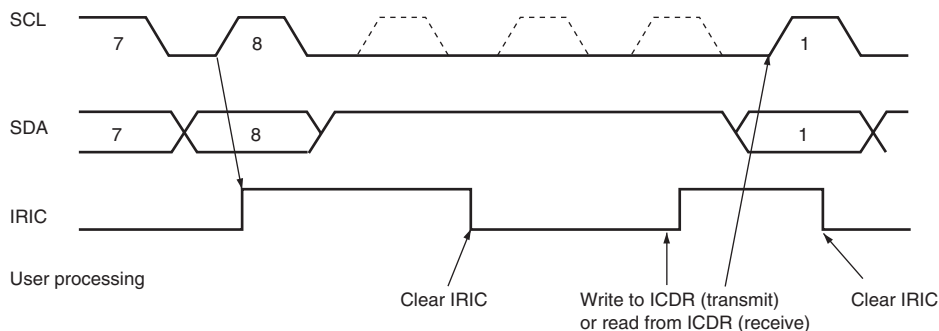 SCL
7
8
1
SDA
7
8
1
IRIC
User processing
Clear IRIC
Write to ICDR (transmit)
or read from ICDR (receive)
Clear IRIC